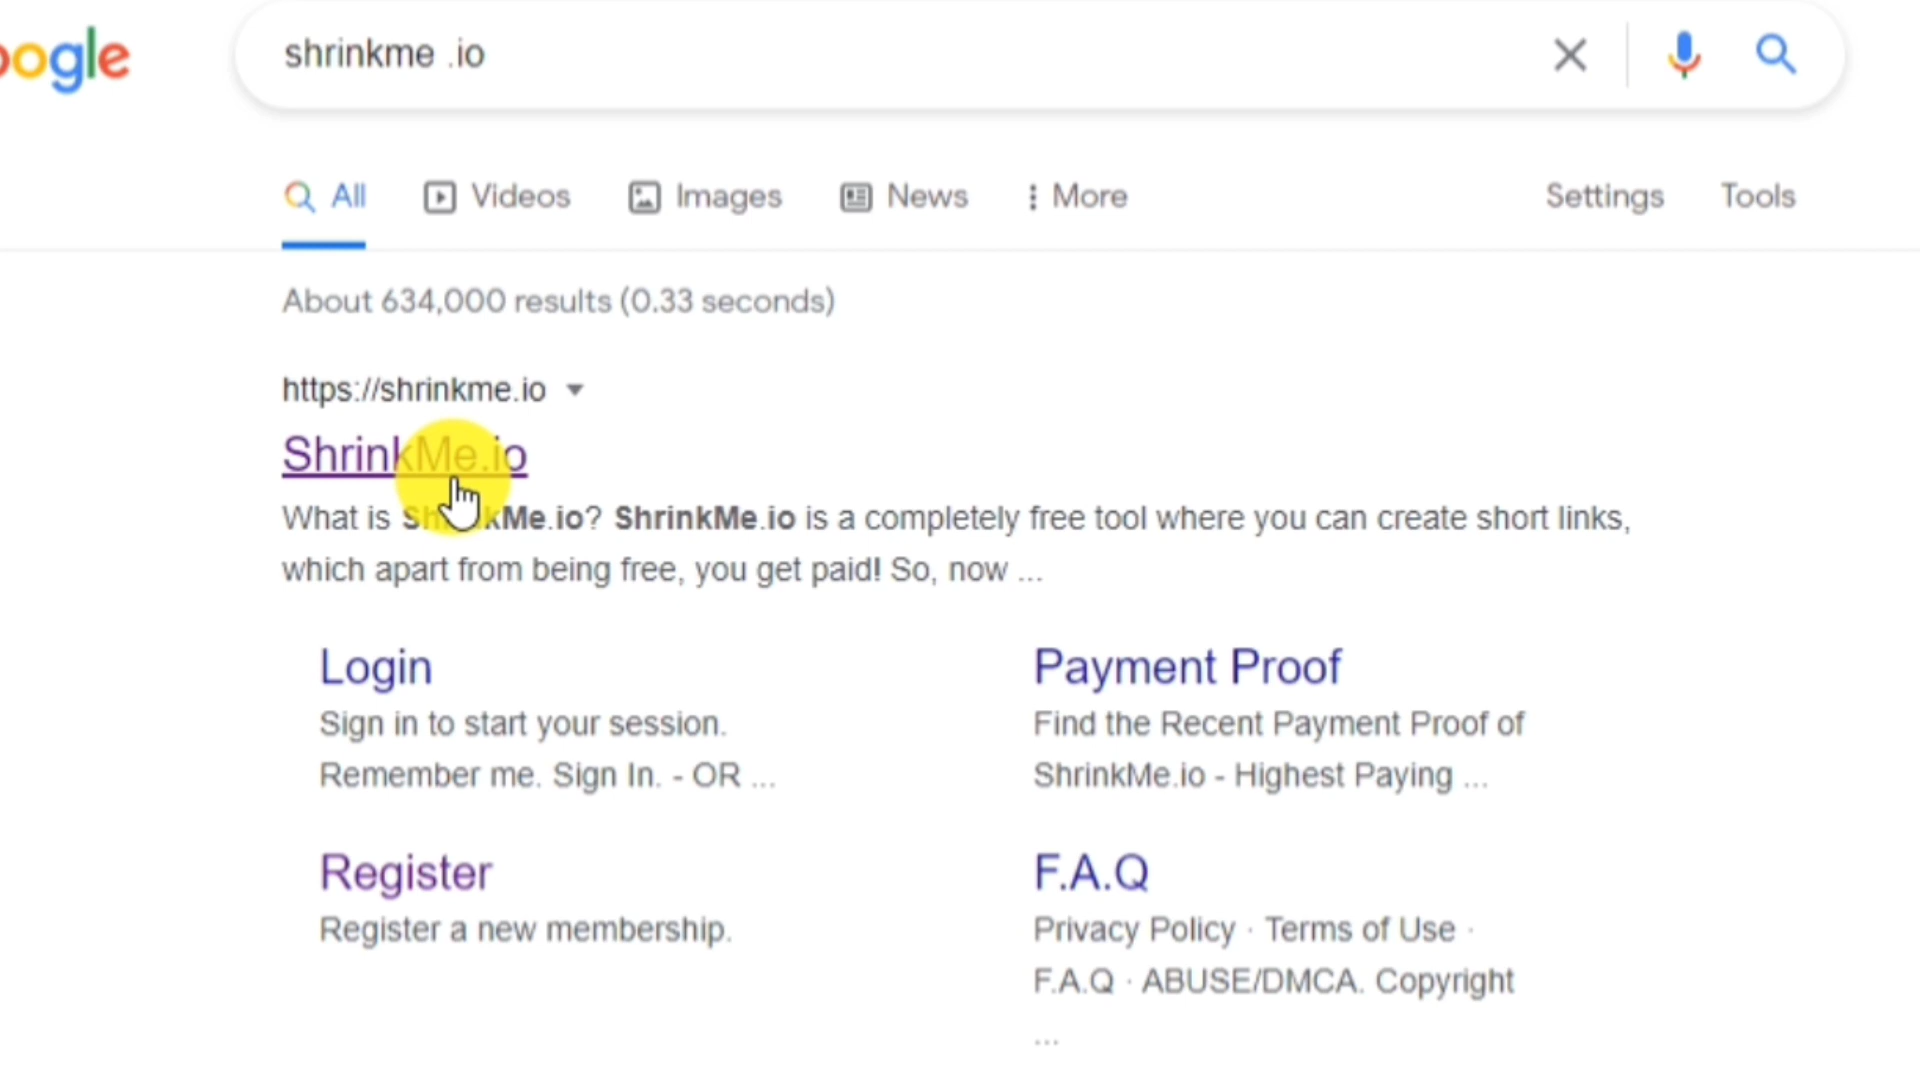 oogle
shrinkme .io
All Videos Images News More Settings Tools
About 634,000 results (0.33 seconds)
https://shrinkme.io
ShrinkMe.io
What is ShrinkMe.io? ShrinkMe.io is a completely free tool where you can create short links,
which apart from being free, you get paid! So, now ...
Login
Sign in to start your session.
Remember me. Sign In. - OR ...
Payment Proof
Find the Recent Payment Proof of
ShrinkMe.io - Highest Paying ...
Register
Register a new membership.
F.A.Q
Privacy Policy · Terms of Use ·
F.A.Q · ABUSE/DMCA. Copyright
...